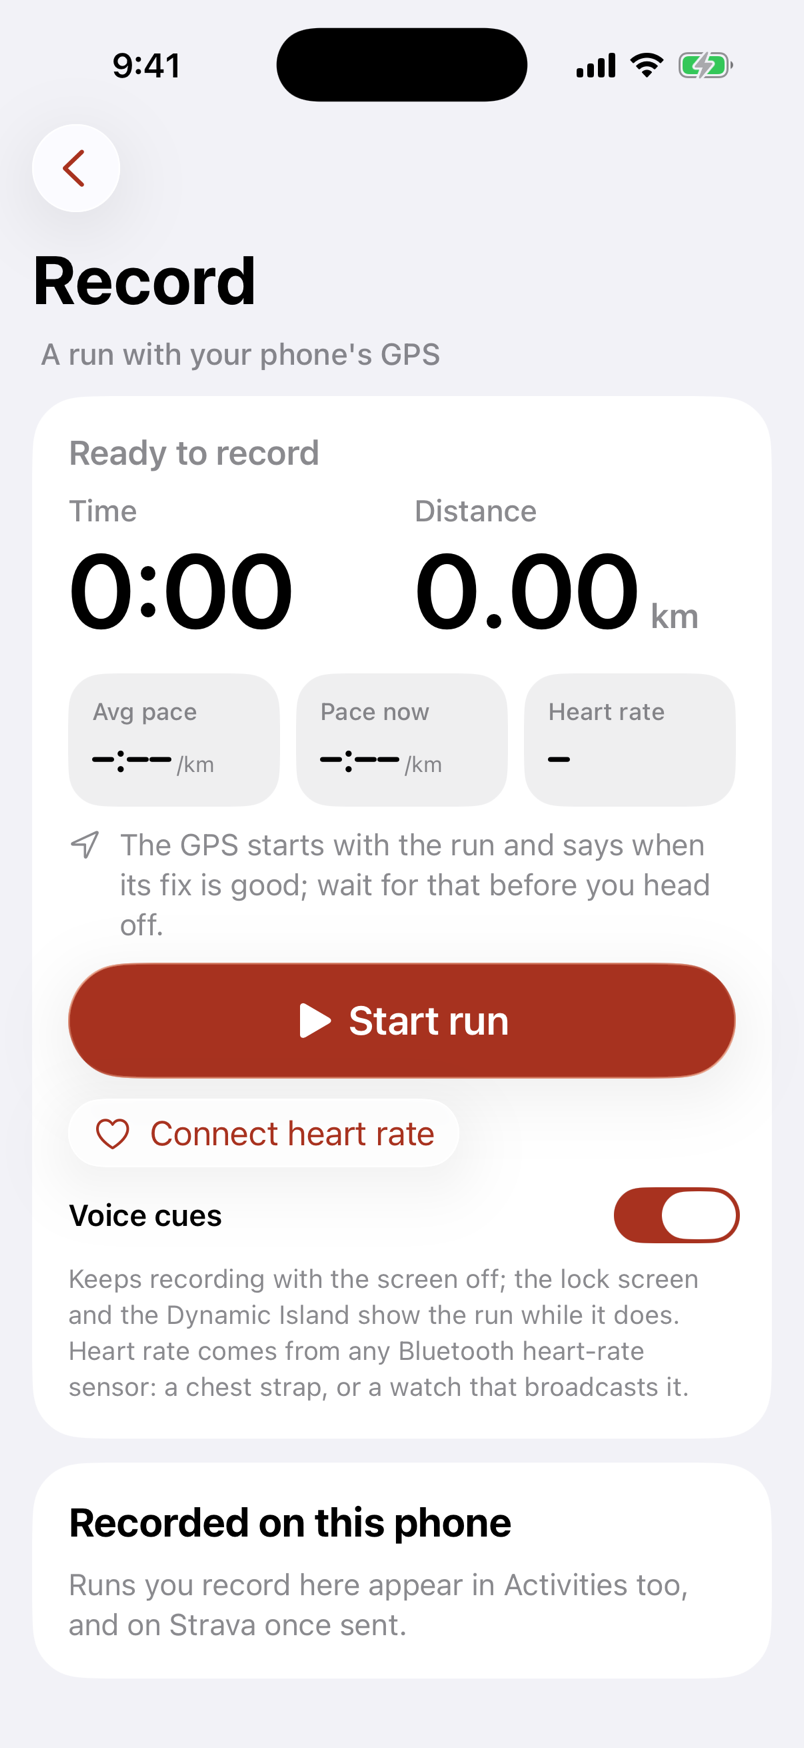 9:41
Record
A run with your phone's GPS
Ready to record
Time
Distance
0:00
0.00 km
Avg pace
Pace now
Heart rate
–:–– /km
–:–– /km
–
The GPS starts with the run and says when
its fix is good; wait for that before you head
off.
Start run
Connect heart rate
Voice cues
Keeps recording with the screen off; the lock screen
and the Dynamic Island show the run while it does.
Heart rate comes from any Bluetooth heart-rate
sensor: a chest strap, or a watch that broadcasts it.
Recorded on this phone
Runs you record here appear in Activities too,
and on Strava once sent.